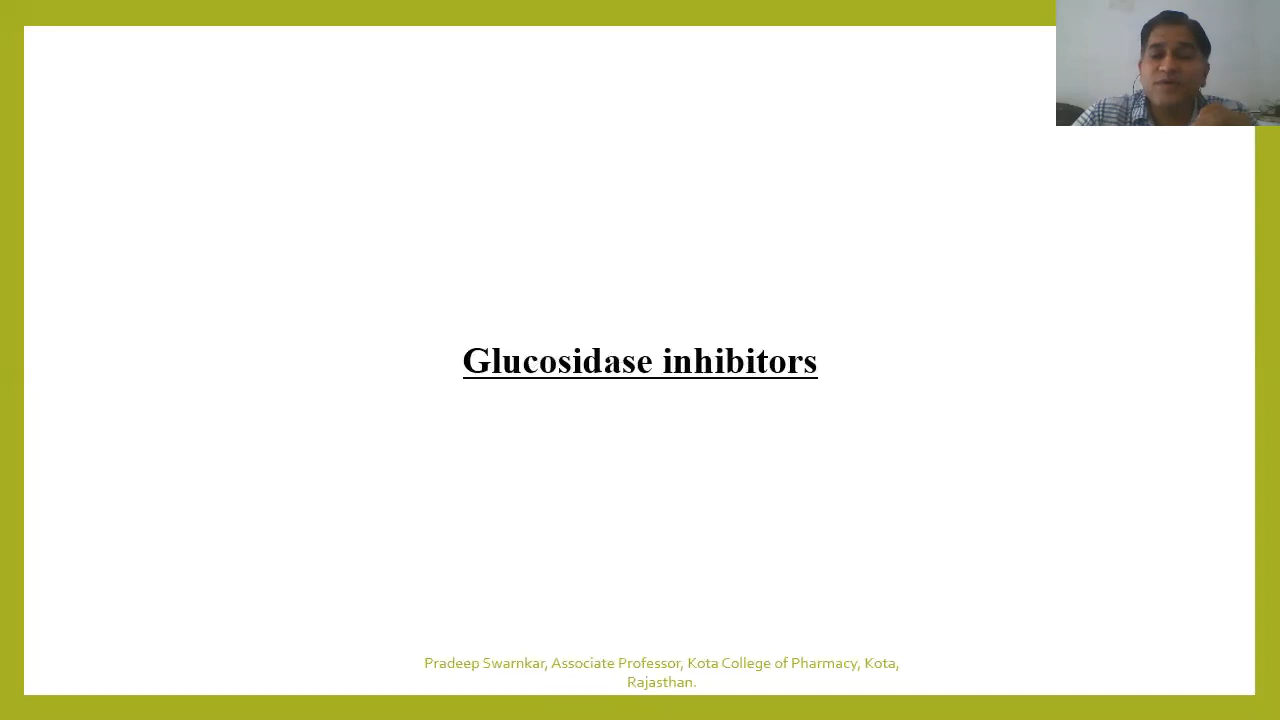 Glucosidase inhibitors
Pradeep Swarnkar, Associate Professor, Kota College of Pharmacy, Kota,
Rajasthan.